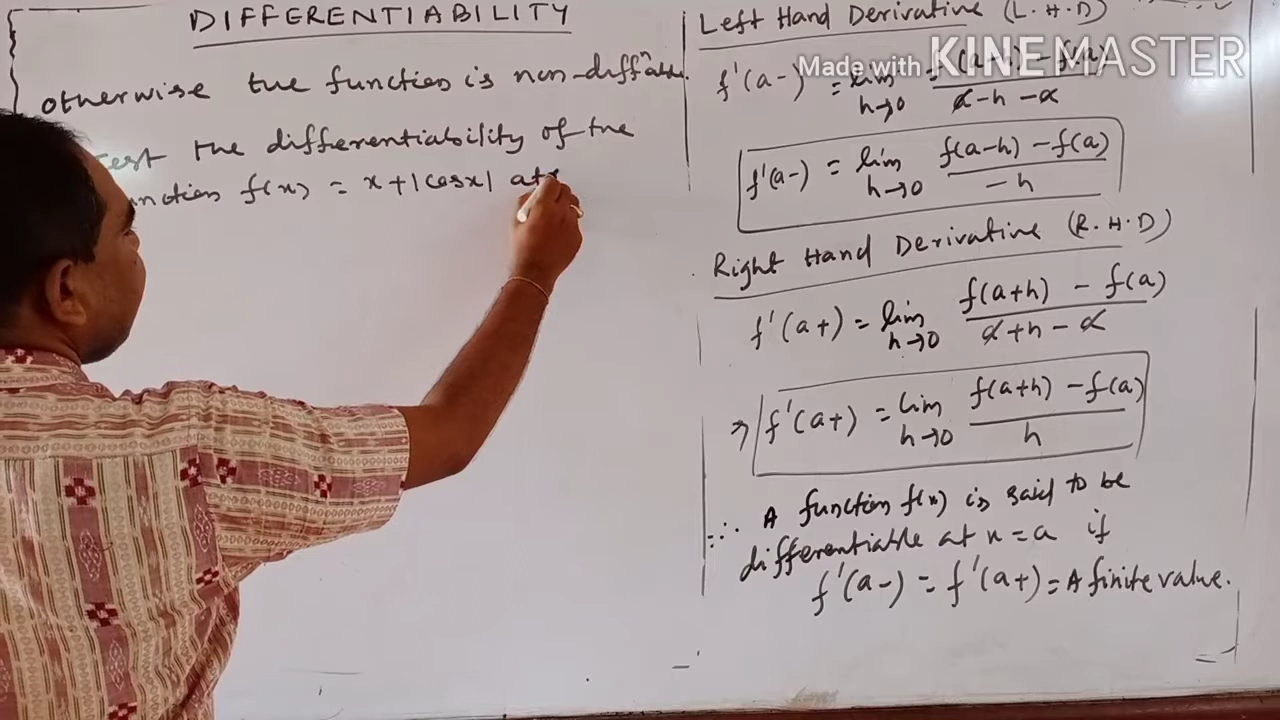 DIFFERENTIABILITY
otherwise the function is non-diffnable.
Test the differentiability of the
function f(x) = x + |cosx| at x
Left Hand Derivative (L.H.D)
f'(a-) = lim h→0 f(a-h) - f(a) / a - h - a
f'(a-) = lim h→0 f(a-h) - f(a) / -h
Right Hand Derivative (R.H.D)
f'(a+) = lim h→0 f(a+h) - f(a) / a + h - a
⇒ f'(a+) = lim h→0 f(a+h) - f(a) / h
∴ A function f(x) is said to be
differentiable at x = a if
f'(a-) = f'(a+) = A finite value.
Made with KINEMASTER